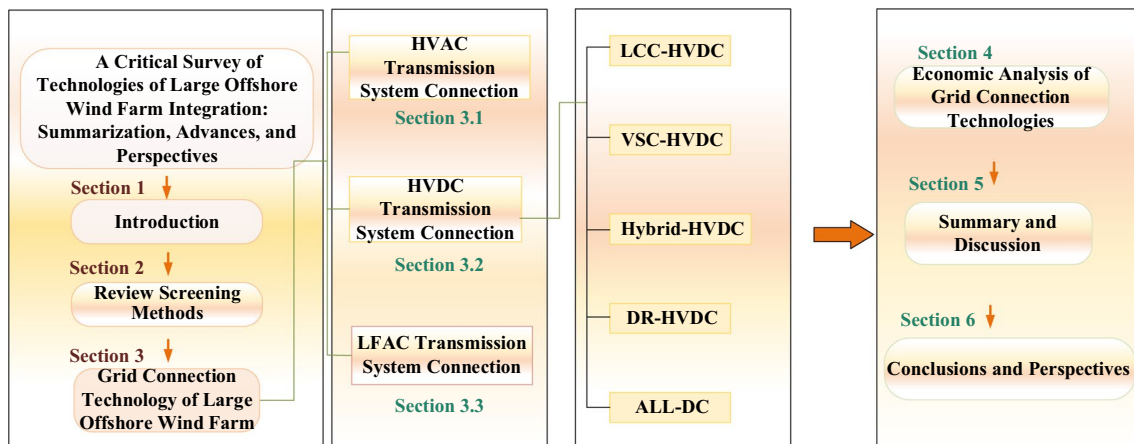 A Critical Survey of
Technologies of Large Offshore
Wind Farm Integration:
Summarization, Advances, and
Perspectives
Section 1
Introduction
Section 2
Review Screening
Methods
Section 3
Grid Connection
Technology of Large
Offshore Wind Farm
HVAC
Transmission
System Connection
Section 3.1
HVDC
Transmission
System Connection
Section 3.2
LFAC Transmission
System Connection
Section 3.3
LCC-HVDC
VSC-HVDC
Hybrid-HVDC
DR-HVDC
ALL-DC
Section 4
Economic Analysis of
Grid Connection
Technologies
Section 5
Summary and
Discussion
Section 6
Conclusions and Perspectives